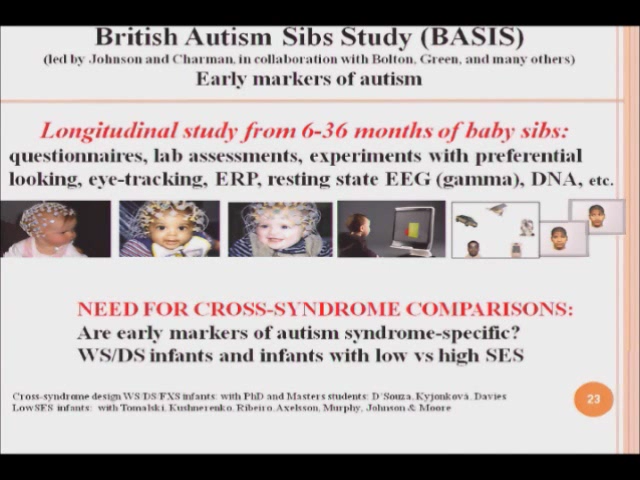 British Autism Sibs Study (BASIS)
(led by Johnson and Charman, in collaboration with Bolton, Green, and many others)
Early markers of autism
Longitudinal study from 6-36 months of baby sibs:
questionnaires, lab assessments, experiments with preferential
looking, eye-tracking, ERP, resting state EEG (gamma), DNA, etc.
NEED FOR CROSS-SYNDROME COMPARISONS:
Are early markers of autism syndrome-specific?
WS/DS infants and infants with low vs high SES
Cross-syndrome design WS/DS/FXS infants: with PhD and Masters students: D'Souza, Kyjonková, Davies
Low SES infants: with Tomalski, Kushnerenko, Ribeiro, Axelsson, Murphy, Johnson & Moore
23